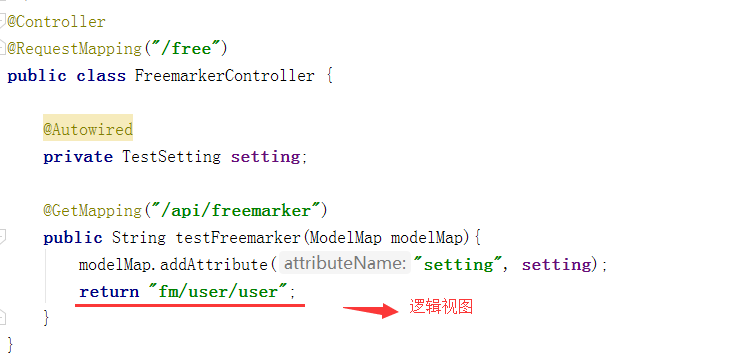 @Controller
@RequestMapping("/free")
public class FreemarkerController {
@Autowired
private TestSetting setting;
@GetMapping("/api/freemarker")
public String testFreemarker(ModelMap modelMap){
modelMap.addAttribute( attributeName: "setting", setting);
return "fm/user/user"; 逻辑视图
}
}